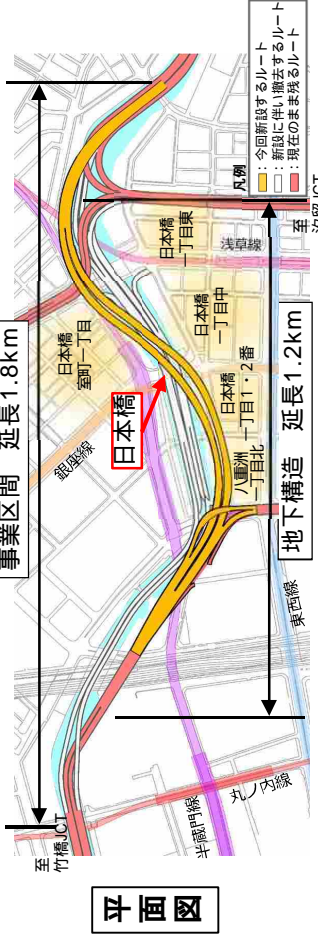 平面図
事業区間 延長1.8km
地下構造 延長1.2km
至
竹橋JCT
半蔵門線
丸ノ内線
東西線
銀座線
日本橋
日本橋
室町一丁目
八重洲
一丁目北
日本橋
一丁目1・2番
日本橋
一丁目中
日本橋
一丁目東
浅草線
至
汐留JCT
凡例
：今回新設するルート
：新設に伴い撤去するルート
：現在のまま残るルート